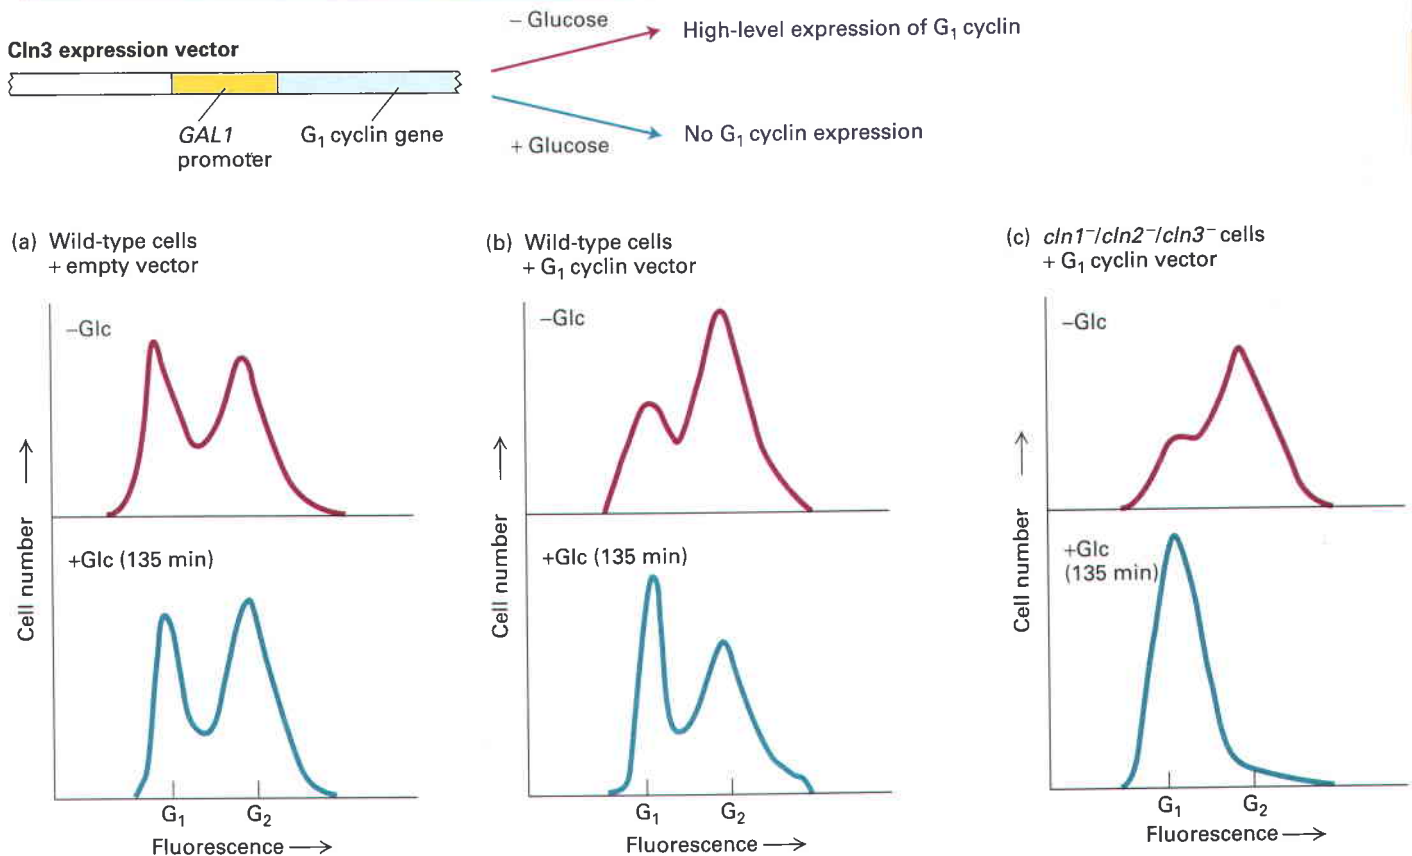 Cln3 expression vector
GAL1
promoter
G₁ cyclin gene
– Glucose
High-level expression of G₁ cyclin
+ Glucose
No G₁ cyclin expression
(a) Wild-type cells
+ empty vector
–Glc
+Glc (135 min)
Cell number
G₁
G₂
Fluorescence
(b) Wild-type cells
+ G₁ cyclin vector
–Glc
+Glc (135 min)
Cell number
G₁
G₂
Fluorescence
(c) cln1⁻/cln2⁻/cln3⁻ cells
+ G₁ cyclin vector
–Glc
+Glc
(135 min)
Cell number
G₁
G₂
Fluorescence